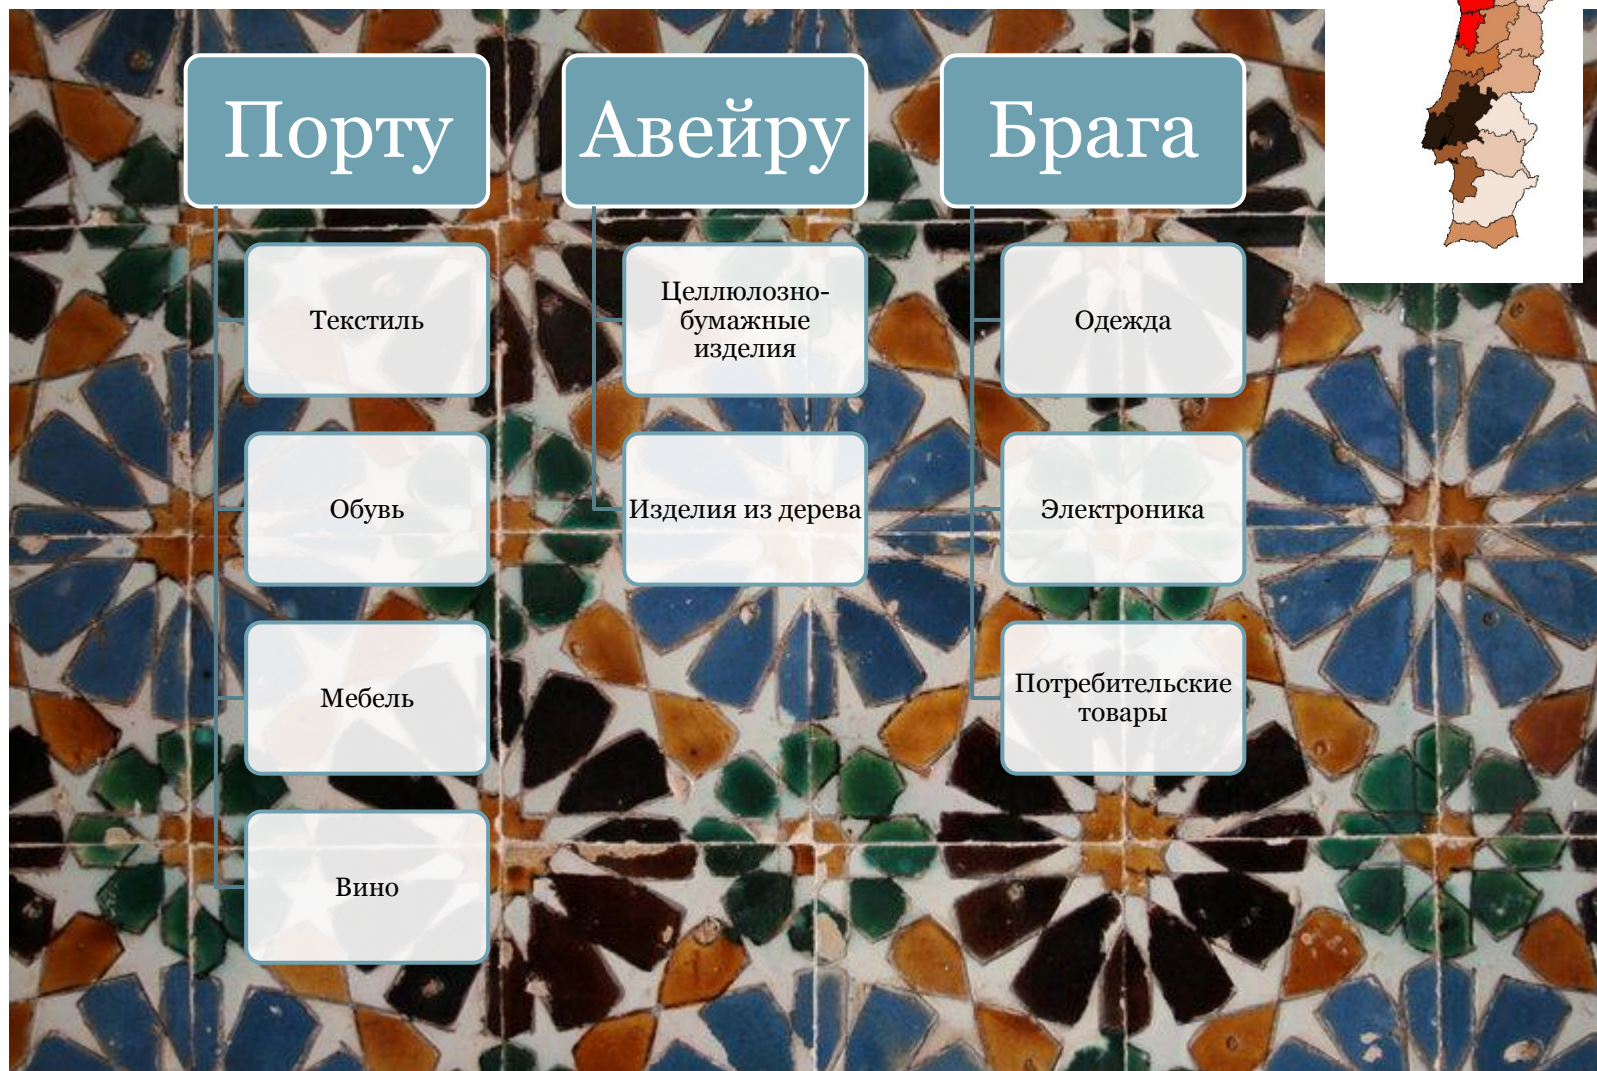 Порту
Текстиль
Обувь
Мебель
Вино
Авейру
Целлюлозно-
бумажные
изделия
Изделия из дерева
Брага
Одежда
Электроника
Потребительские
товары